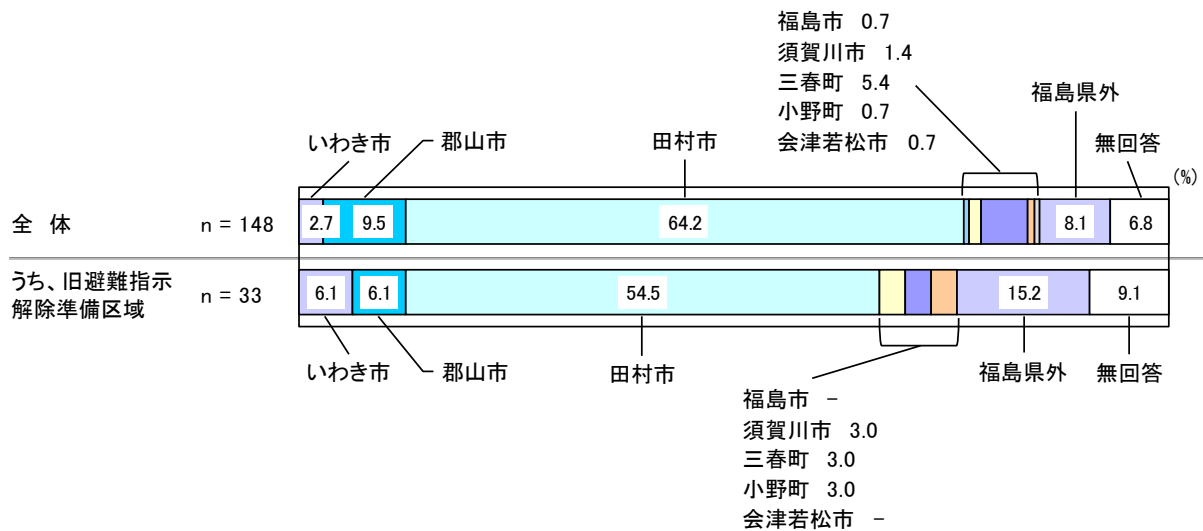 福島市 0.7
須賀川市 1.4
三春町 5.4
小野町 0.7
会津若松市 0.7
福島県外
いわき市
郡山市
田村市
無回答
(%)
全 体 n = 148
2.7 9.5 64.2 8.1 6.8
うち、旧避難指示
解除準備区域
n = 33
6.1 6.1 54.5 15.2 9.1
いわき市 郡山市 田村市 福島県外 無回答
福島市 -
須賀川市 3.0
三春町 3.0
小野町 3.0
会津若松市 -